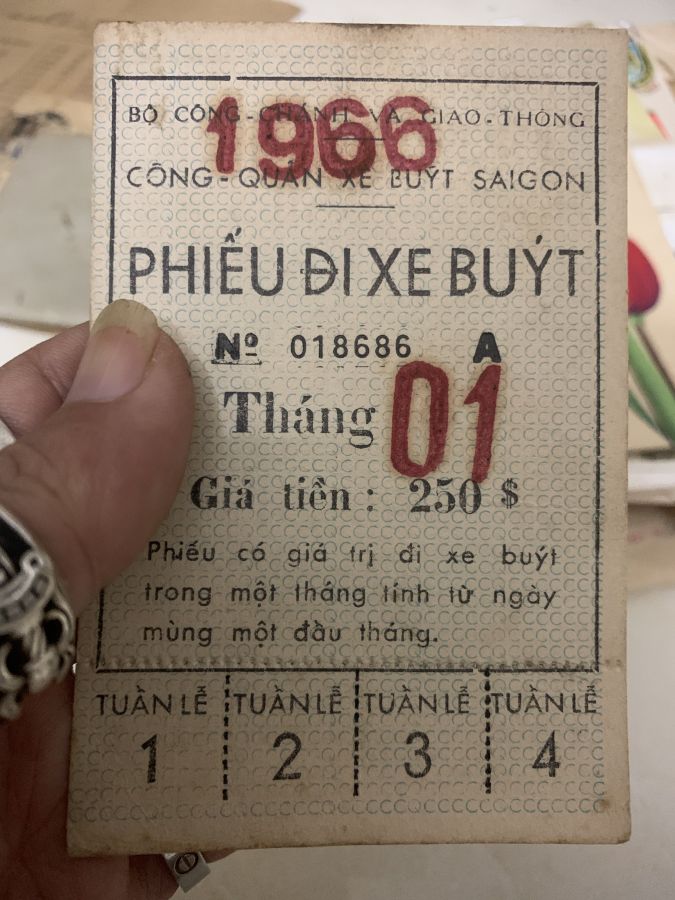 1966
BỘ CÔNG-CHÁNH VÀ GIAO-THÔNG
CÔNG-QUẢN XE BUÝT SAIGON
PHIẾU ĐI XE BUÝT
Nº 018686 A
Tháng 01
Giá tiền : 250 $
Phiếu có giá trị đi xe buýt
trong một tháng tính từ ngày
mùng một đầu tháng.
TUẦN LỄ TUẦN LỄ TUẦN LỄ TUẦN LỄ
1 2 3 4